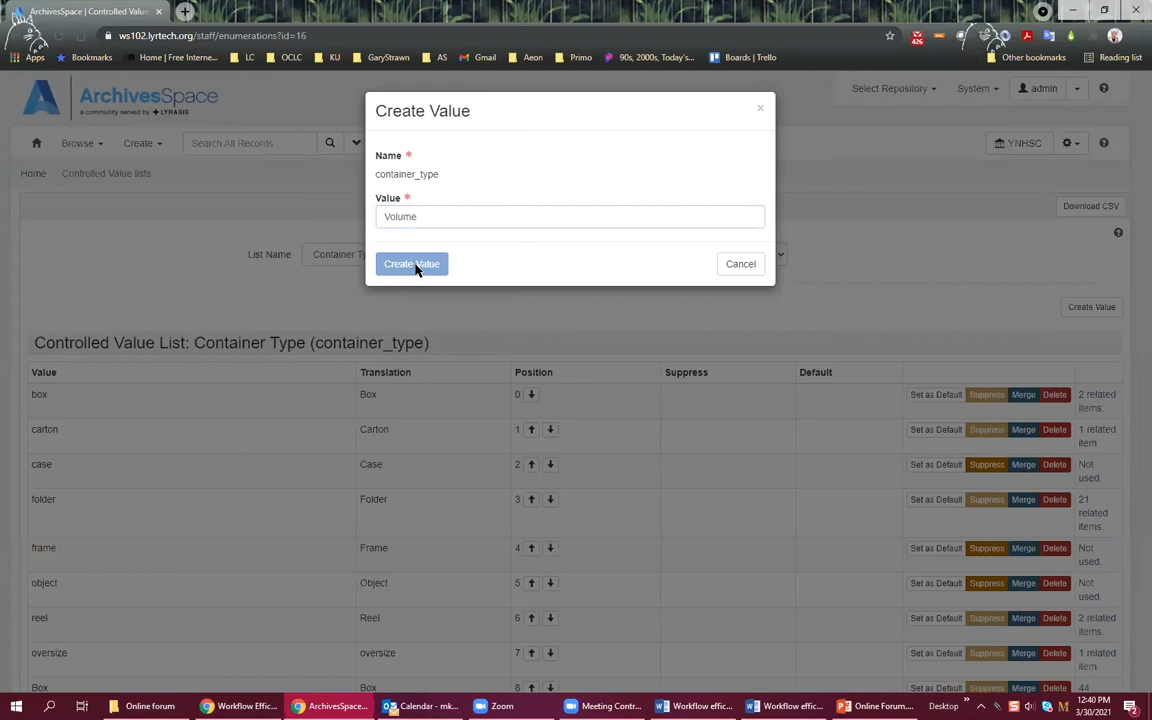 ArchivesSpace | Controlled Valu
ws102.lyrtech.org/staff/enumerations?id=16
426
Apps Bookmarks Home | Free Interne... LC OCLC KU GaryStrawn AS Gmail Aeon Primo 90s, 2000s, Today's... Boards | Trello Other bookmarks Reading list
ArchivesSpace
a community served by LYRASIS
Select Repository System admin
Browse Create Search All Records YNHSC
Home Controlled Value lists
Download CSV
Create Value
Name *
container_type
Value *
Volume
Create Value Cancel
List Name Container Ty
Create Value
Controlled Value List: Container Type (container_type)
Value Translation Position Suppress Default
box Box 0 Set as Default Suppress Merge Delete 2 related items.
carton Carton 1 Set as Default Suppress Merge Delete 1 related item
case Case 2 Set as Default Suppress Merge Delete Not used.
folder Folder 3 Set as Default Suppress Merge Delete 21 related items.
frame Frame 4 Set as Default Suppress Merge Delete Not used.
object Object 5 Set as Default Suppress Merge Delete Not used.
reel Reel 6 Set as Default Suppress Merge Delete 2 related items.
oversize oversize 7 Set as Default Suppress Merge Delete 1 related item
Box Box 8 Set as Default Suppress Merge Delete 44
Online forum Workflow Effic... ArchivesSpace... Calendar - mk... Zoom Meeting Contr... Workflow effic... Workflow effic... Online Forum.... Desktop
12:40 PM
3/30/2021
2